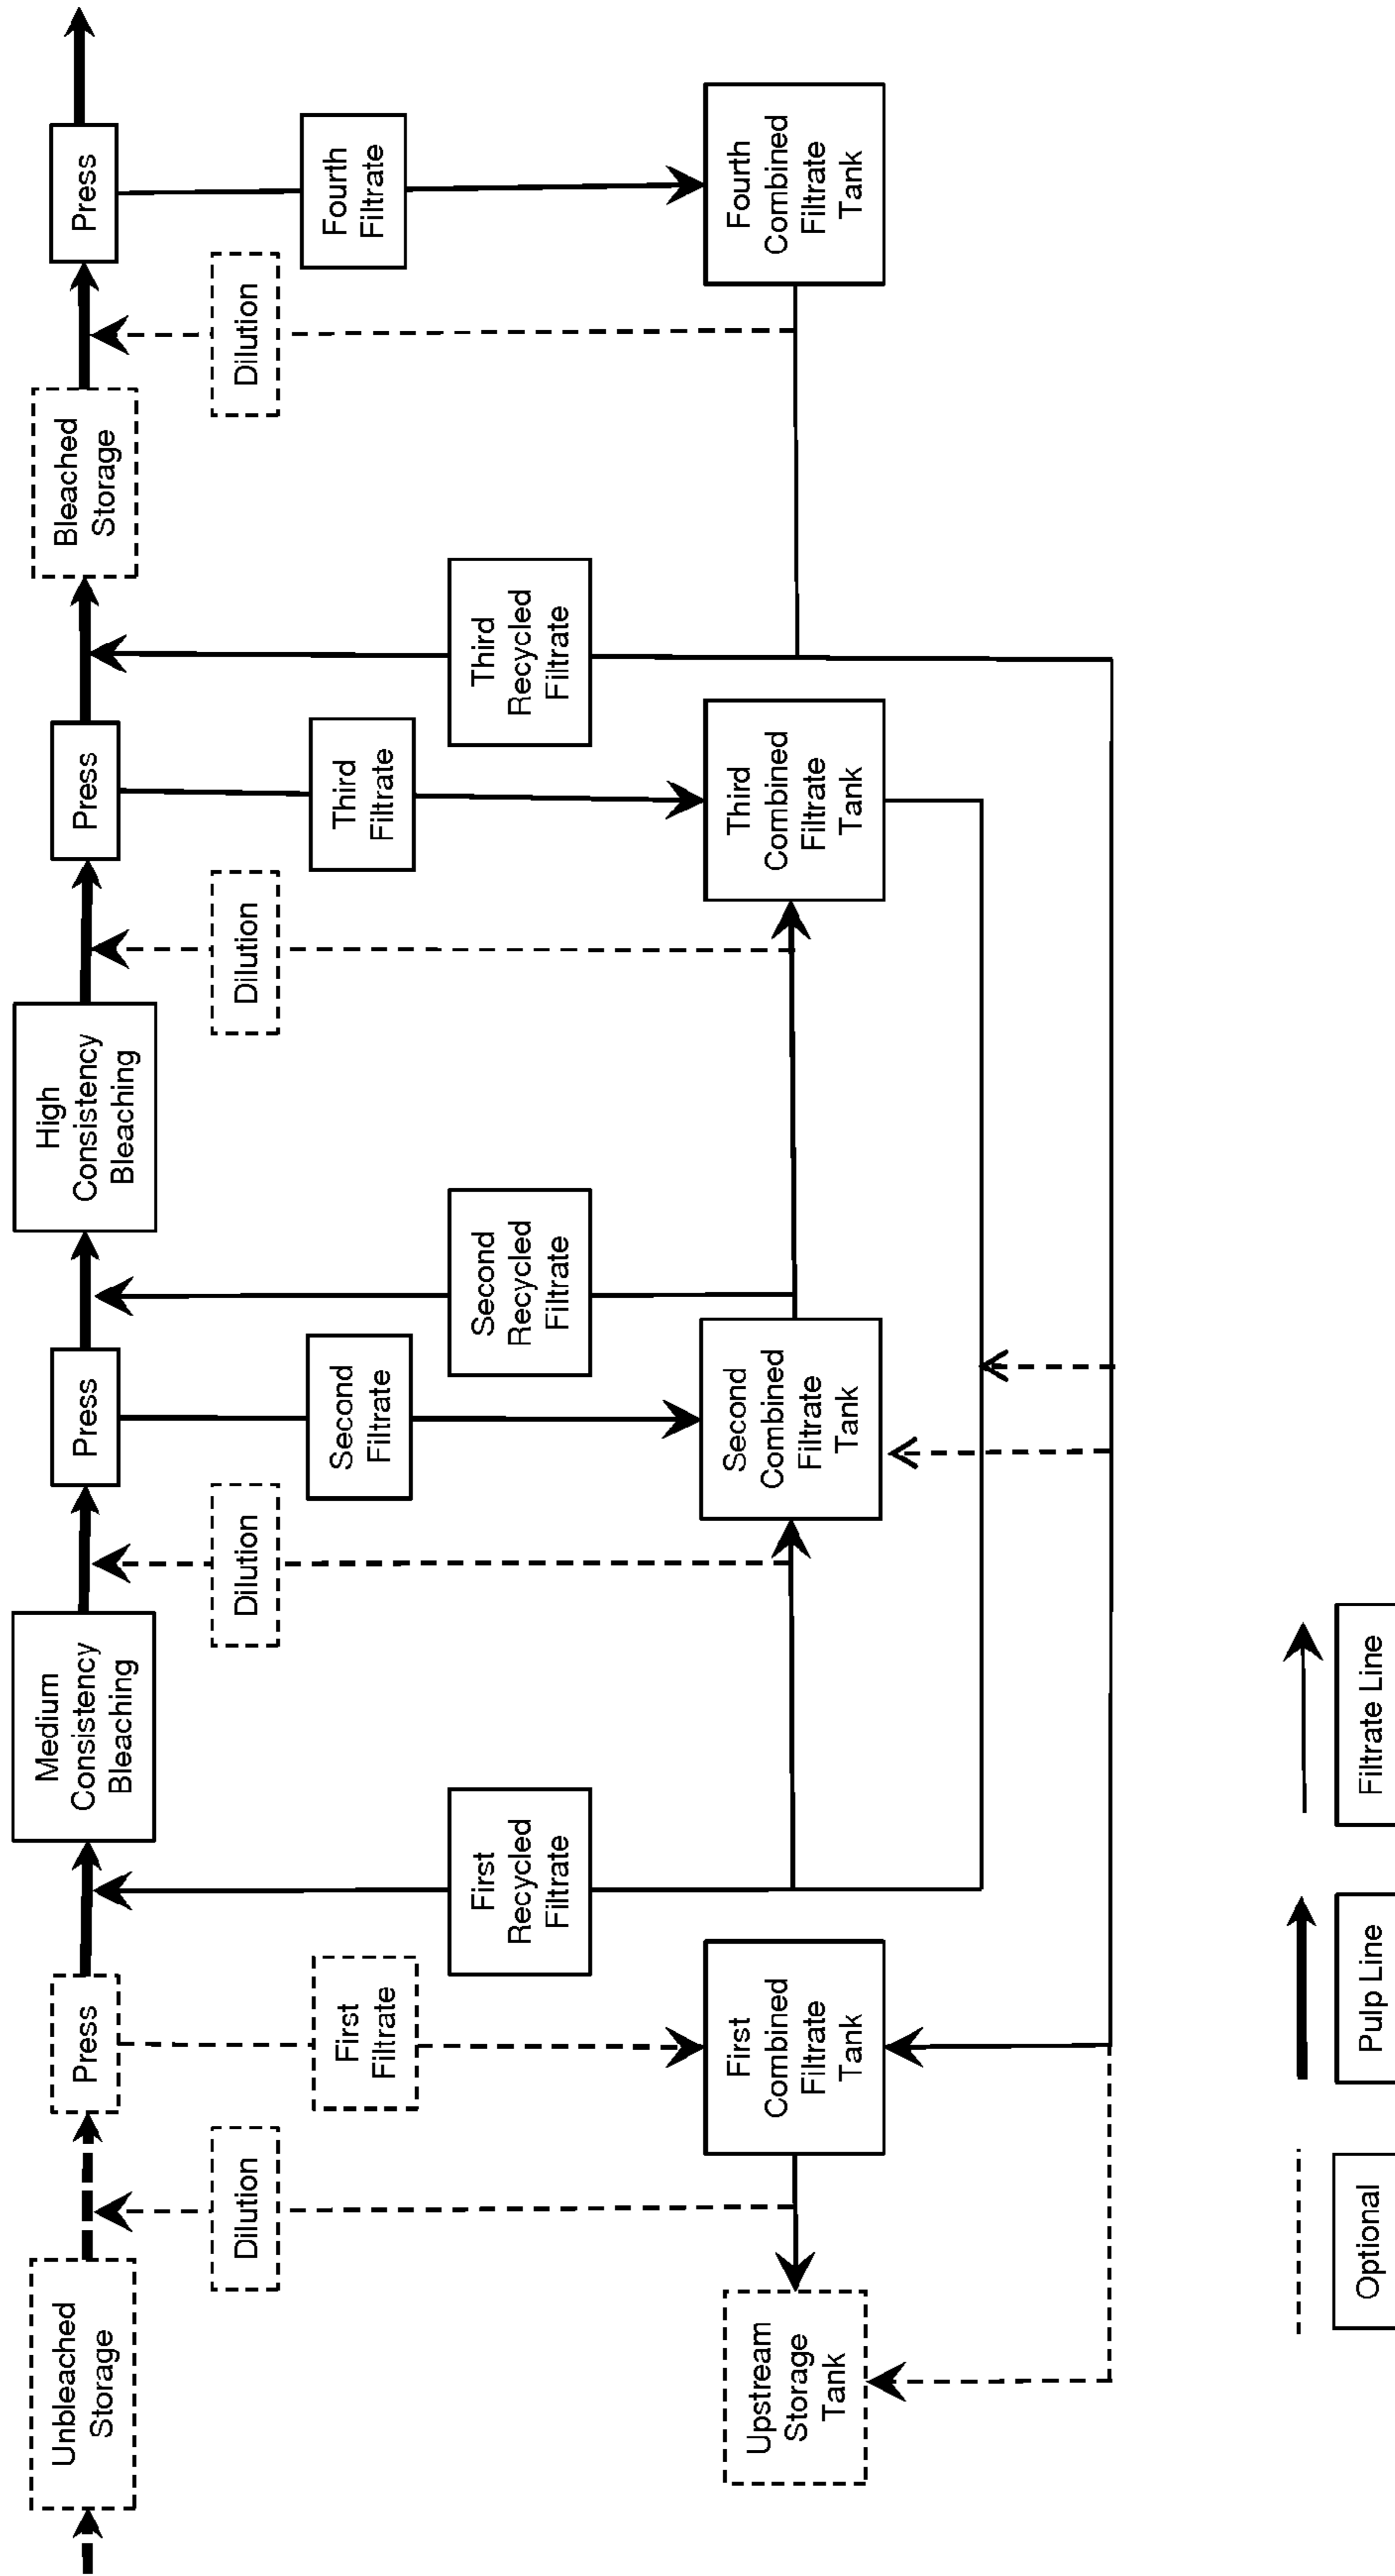 Unbleached
Storage
Press
Medium
Consistency
Bleaching
Press
High
Consistency
Bleaching
Press
Bleached
Storage
Press
Dilution
Dilution
Dilution
Dilution
First
Filtrate
Second
Filtrate
Third
Filtrate
Fourth
Filtrate
First
Recycled
Filtrate
Second
Recycled
Filtrate
Third
Recycled
Filtrate
Upstream
Storage
Tank
First
Combined
Filtrate
Tank
Second
Combined
Filtrate
Tank
Third
Combined
Filtrate
Tank
Fourth
Combined
Filtrate
Tank
Optional
Pulp Line
Filtrate Line